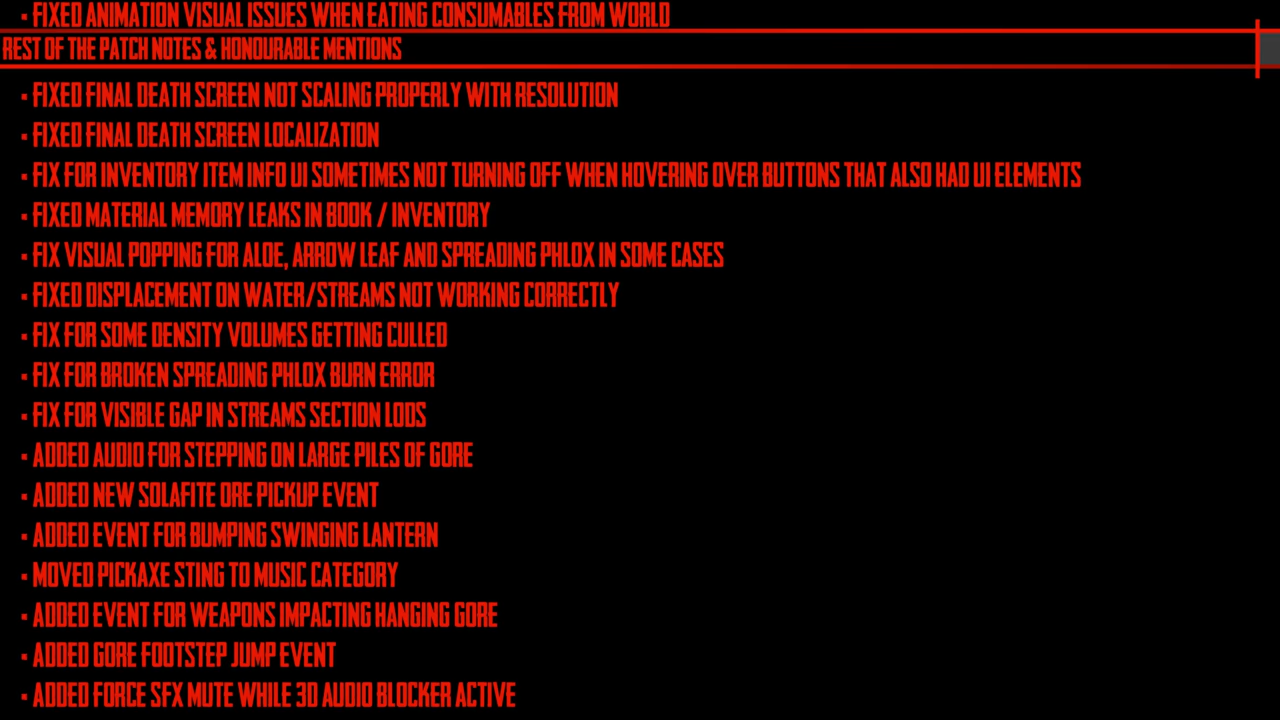 • FIXED ANIMATION VISUAL ISSUES WHEN EATING CONSUMABLES FROM WORLD
REST OF THE PATCH NOTES & HONOURABLE MENTIONS
• FIXED FINAL DEATH SCREEN NOT SCALING PROPERLY WITH RESOLUTION
• FIXED FINAL DEATH SCREEN LOCALIZATION
• FIX FOR INVENTORY ITEM INFO UI SOMETIMES NOT TURNING OFF WHEN HOVERING OVER BUTTONS THAT ALSO HAD UI ELEMENTS
• FIXED MATERIAL MEMORY LEAKS IN BOOK / INVENTORY
• FIX VISUAL POPPING FOR ALOE, ARROW LEAF AND SPREADING PHLOX IN SOME CASES
• FIXED DISPLACEMENT ON WATER/STREAMS NOT WORKING CORRECTLY
• FIX FOR SOME DENSITY VOLUMES GETTING CULLED
• FIX FOR BROKEN SPREADING PHLOX BURN ERROR
• FIX FOR VISIBLE GAP IN STREAMS SECTION LODS
• ADDED AUDIO FOR STEPPING ON LARGE PILES OF GORE
• ADDED NEW SOLAFITE ORE PICKUP EVENT
• ADDED EVENT FOR BUMPING SWINGING LANTERN
• MOVED PICKAXE STING TO MUSIC CATEGORY
• ADDED EVENT FOR WEAPONS IMPACTING HANGING GORE
• ADDED GORE FOOTSTEP JUMP EVENT
• ADDED FORCE SFX MUTE WHILE 3D AUDIO BLOCKER ACTIVE